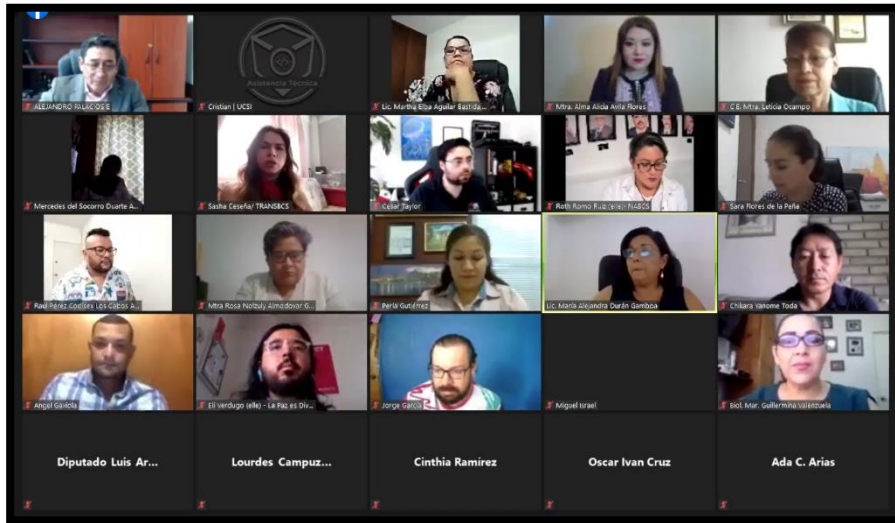 ALEJANDRO PALACIOS E
Asistencia Técnica
Cristian | UCSI
Lic. Martha Elba Aguilar Bastida...
Mtra. Alma Alicia Avila Flores
C.E. Mtra. Leticia Ocampo
Mercedes del Socorro Duarte A...
Sasha Ceseña/ TRANSBCS
Celiar Taylor
Roth Romo Ruiz (elle)- NABCS
Sara Flores de la Peña
Raul Pérez Codisex Los Cabos A...
Mtra Rosa Nolzuly Almodovar G...
Perla Gutiérrez
Lic. María Alejandra Durán Gamboa
Chikara Yanome Toda
Angel Gaviola
Eli Verdugo (elle) - La Paz es Div...
Jorge García
Miguel Israel
Biol. Mar. Guillermina Valenzuela
Diputado Luis Ar...
Lourdes Campuz...
Cinthia Ramírez
Oscar Ivan Cruz
Ada C. Arias